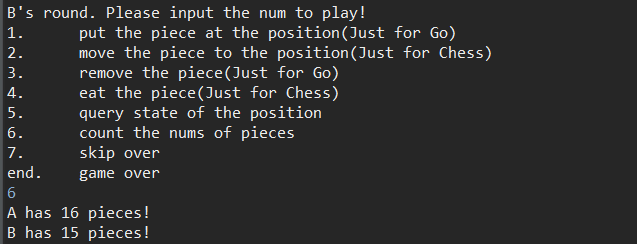 B's round. Please input the num to play!
1.	put the piece at the position(Just for Go)
2.	move the piece to the position(Just for Chess)
3.	remove the piece(Just for Go)
4.	eat the piece(Just for Chess)
5.	query state of the position
6.	count the nums of pieces
7.	skip over
end.	game over
6
A has 16 pieces!
B has 15 pieces!